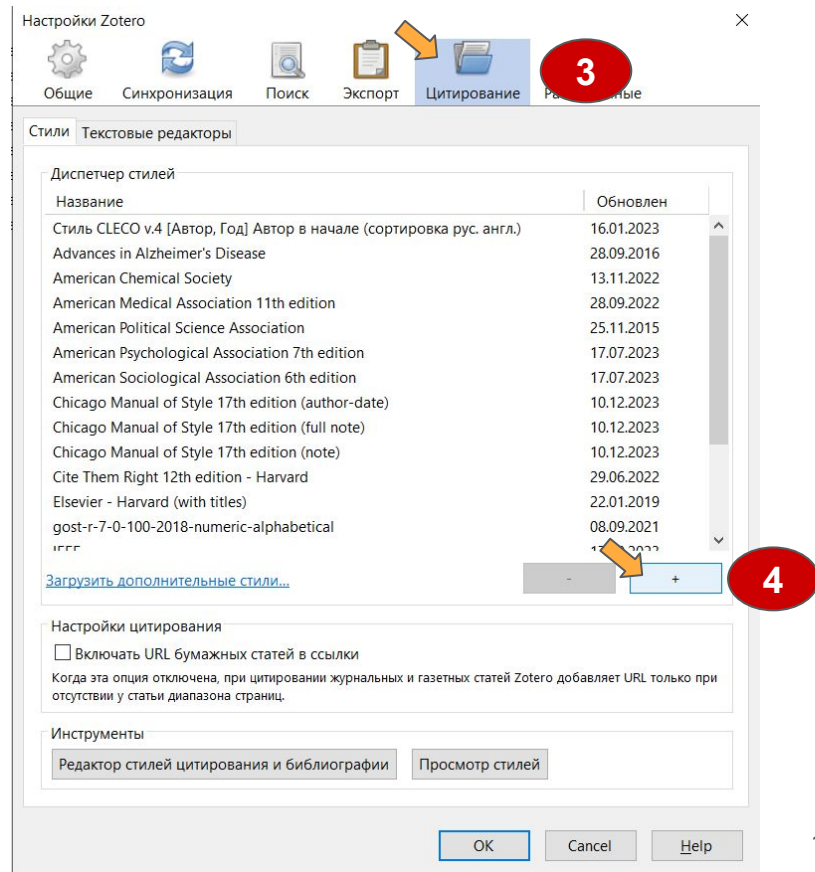 Настройки Zotero
Общие Синхронизация Поиск Экспорт Цитирование 3
Стили Текстовые редакторы
Диспетчер стилей
Название Обновлен
Стиль CLECO v.4 [Автор, Год] Автор в начале (сортировка рус. англ.) 16.01.2023
Advances in Alzheimer's Disease 28.09.2016
American Chemical Society 13.11.2022
American Medical Association 11th edition 28.09.2022
American Political Science Association 25.11.2015
American Psychological Association 7th edition 17.07.2023
American Sociological Association 6th edition 17.07.2023
Chicago Manual of Style 17th edition (author-date) 10.12.2023
Chicago Manual of Style 17th edition (full note) 10.12.2023
Chicago Manual of Style 17th edition (note) 10.12.2023
Cite Them Right 12th edition - Harvard 29.06.2022
Elsevier - Harvard (with titles) 22.01.2019
gost-r-7-0-100-2018-numeric-alphabetical 08.09.2021
IEEE
Загрузить дополнительные стили... - + 4
Настройки цитирования
Включать URL бумажных статей в ссылки
Когда эта опция отключена, при цитировании журнальных и газетных статей Zotero добавляет URL только при
отсутствии у статьи диапазона страниц.
Инструменты
Редактор стилей цитирования и библиографии Просмотр стилей
OK Cancel Help